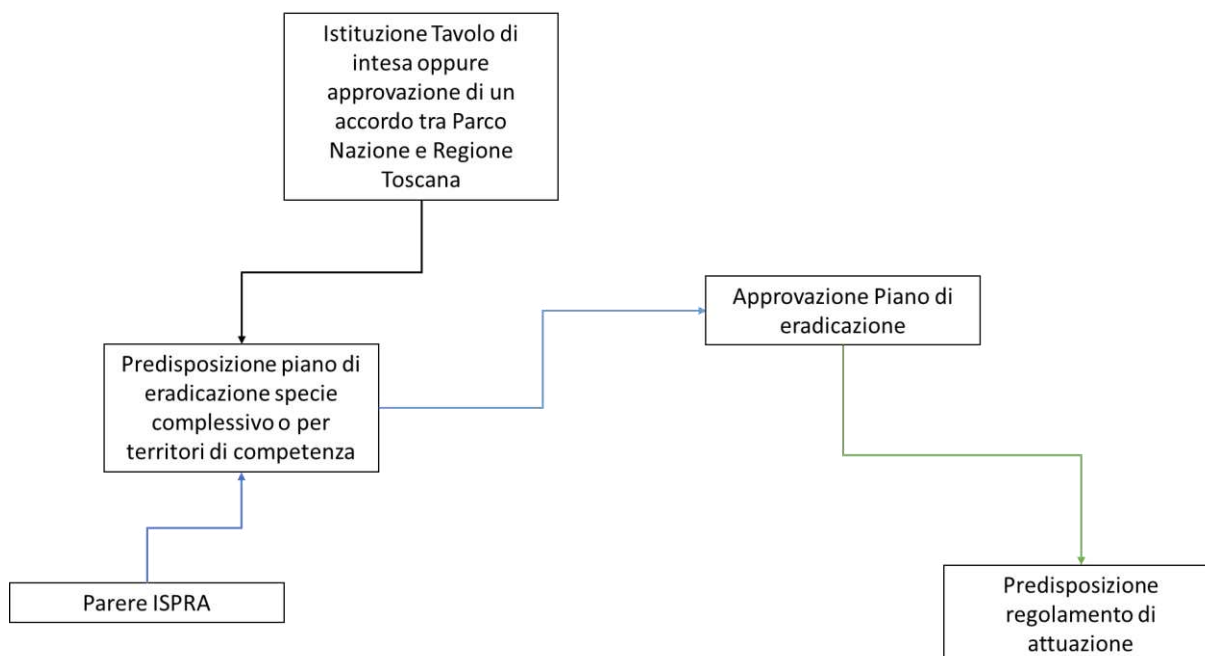 Istituzione Tavolo di
intesa oppure
approvazione di un
accordo tra Parco
Nazione e Regione
Toscana
Approvazione Piano di
eradicazione
Predisposizione piano di
eradicazione specie
complessivo o per
territori di competenza
Parere ISPRA
Predisposizione
regolamento di
attuazione